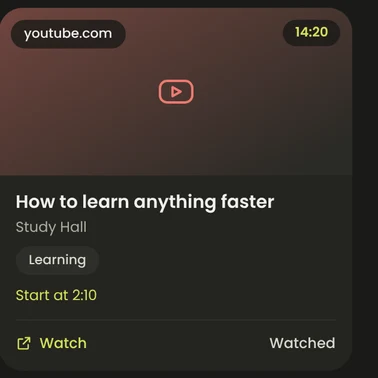 youtube.com
14:20
How to learn anything faster
Study Hall
Learning
Start at 2:10
Watch
Watched